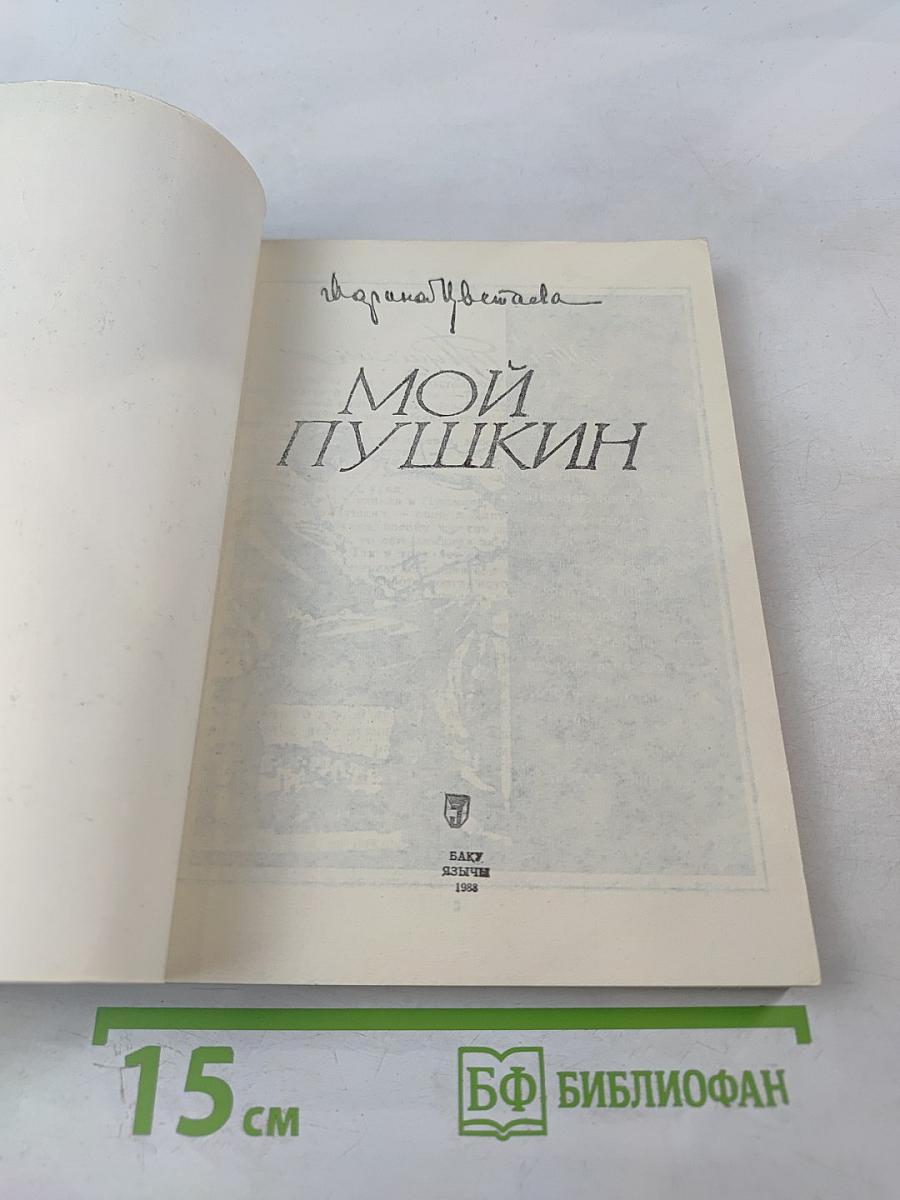 Марина Цветаева
МОЙ
ПУШКИН
БАКУ
ЯЗЫЧЫ
1988
15 см
БФ БИБЛИОФАН